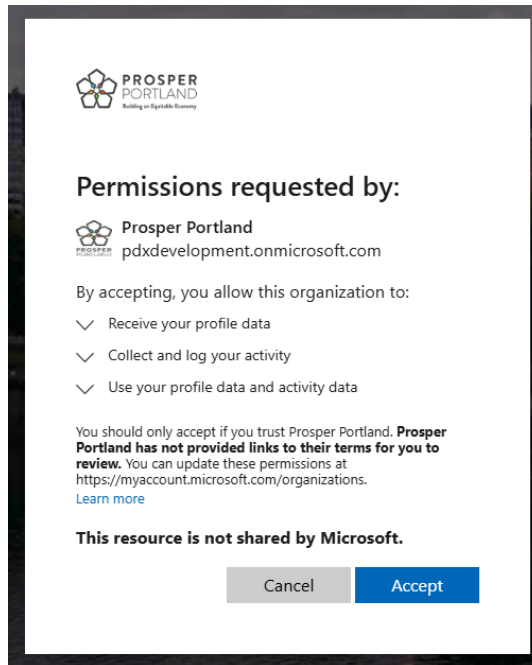 PROSPER
PORTLAND
Building an Equitable Economy
Permissions requested by:
PROSPER
PORTLAND
Prosper Portland
pdxdevelopment.onmicrosoft.com
By accepting, you allow this organization to:
Receive your profile data
Collect and log your activity
Use your profile data and activity data
You should only accept if you trust Prosper Portland. Prosper
Portland has not provided links to their terms for you to
review. You can update these permissions at
https://myaccount.microsoft.com/organizations.
Learn more
This resource is not shared by Microsoft.
Cancel
Accept